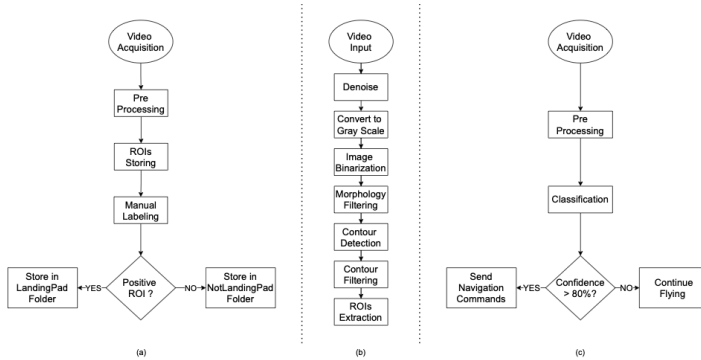 Video
Acquisition
Pre
Processing
ROIs
Storing
Manual
Labeling
Positive
ROI ?
YES
NO
Store in
LandingPad
Folder
Store in
NotLandingPad
Folder
(a)
Video
Input
Denoise
Convert to
Gray Scale
Image
Binarization
Morphology
Filtering
Contour
Detection
Contour
Filtering
ROIs
Extraction
(b)
Video
Acquisition
Pre
Processing
Classification
Confidence
> 80%?
YES
NO
Send
Navigation
Commands
Continue
Flying
(c)